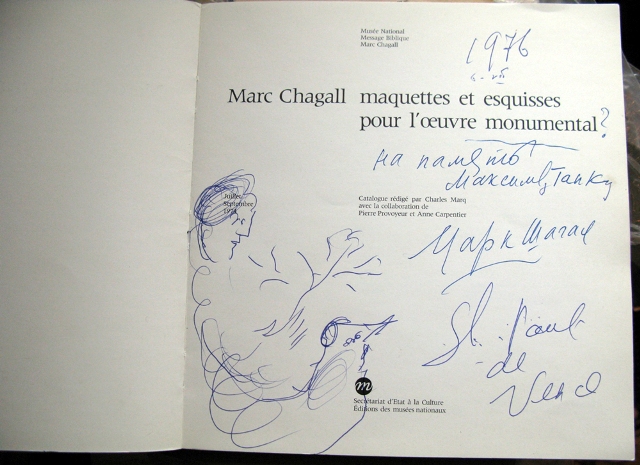 Musée National
Message Biblique
Marc Chagall
1976
6-VII
Marc Chagall maquettes et esquisses
pour l'œuvre monumental?
на память
Максиму Танку
Juillet
Septembre
Catalogue rédigé par Charles Marq
avec la collaboration de
Pierre Provoyeur et Anne Carpentier
Марк Шагал
St. Paul
de
Vence
m
Secrétariat d'Etat à la Culture
Éditions des musées nationaux